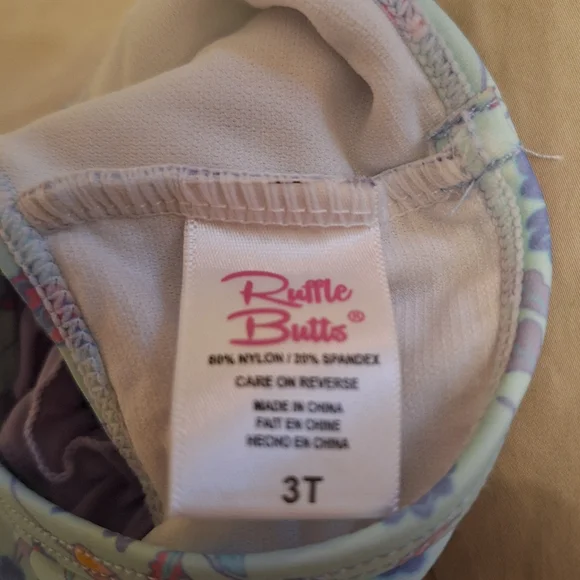 Ruffle
Butts®
80% NYLON / 20% SPANDEX
CARE ON REVERSE
MADE IN CHINA
FAIT EN CHINE
HECHO EN CHINA
3T